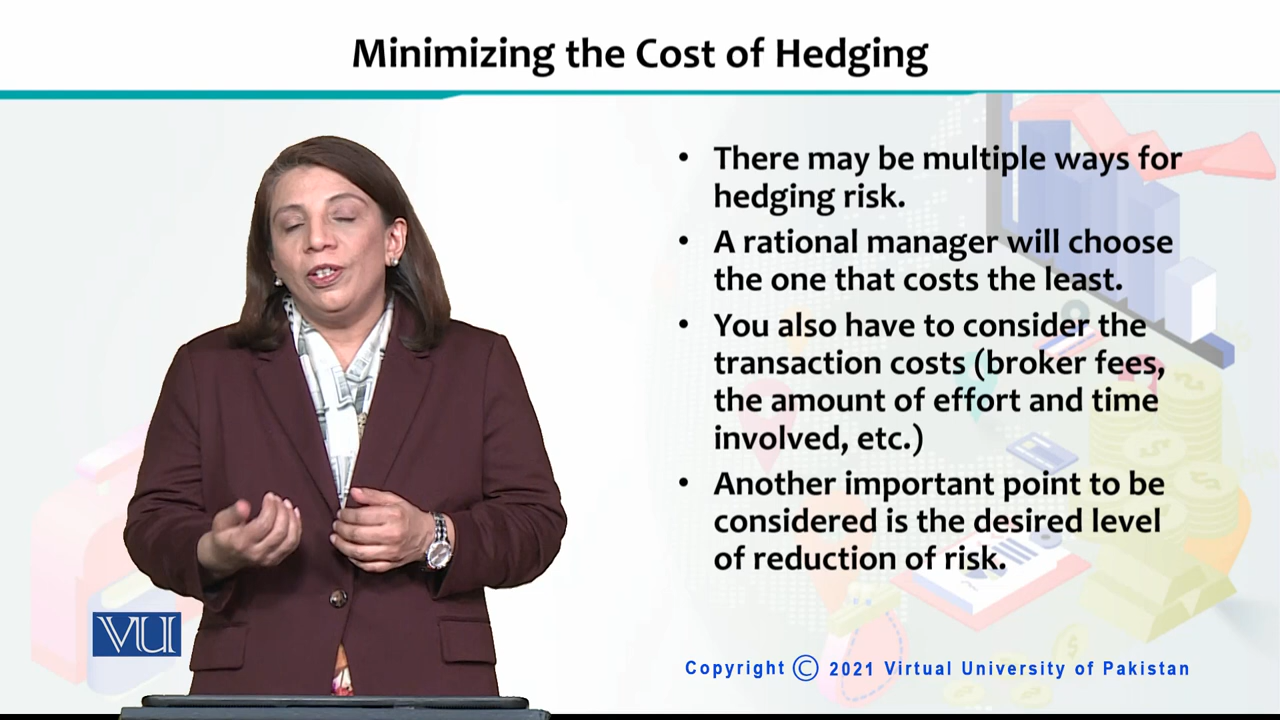 Minimizing the Cost of Hedging
• There may be multiple ways for
hedging risk.
• A rational manager will choose
the one that costs the least.
• You also have to consider the
transaction costs (broker fees,
the amount of effort and time
involved, etc.)
• Another important point to be
considered is the desired level
of reduction of risk.
VU
Copyright © 2021 Virtual University of Pakistan